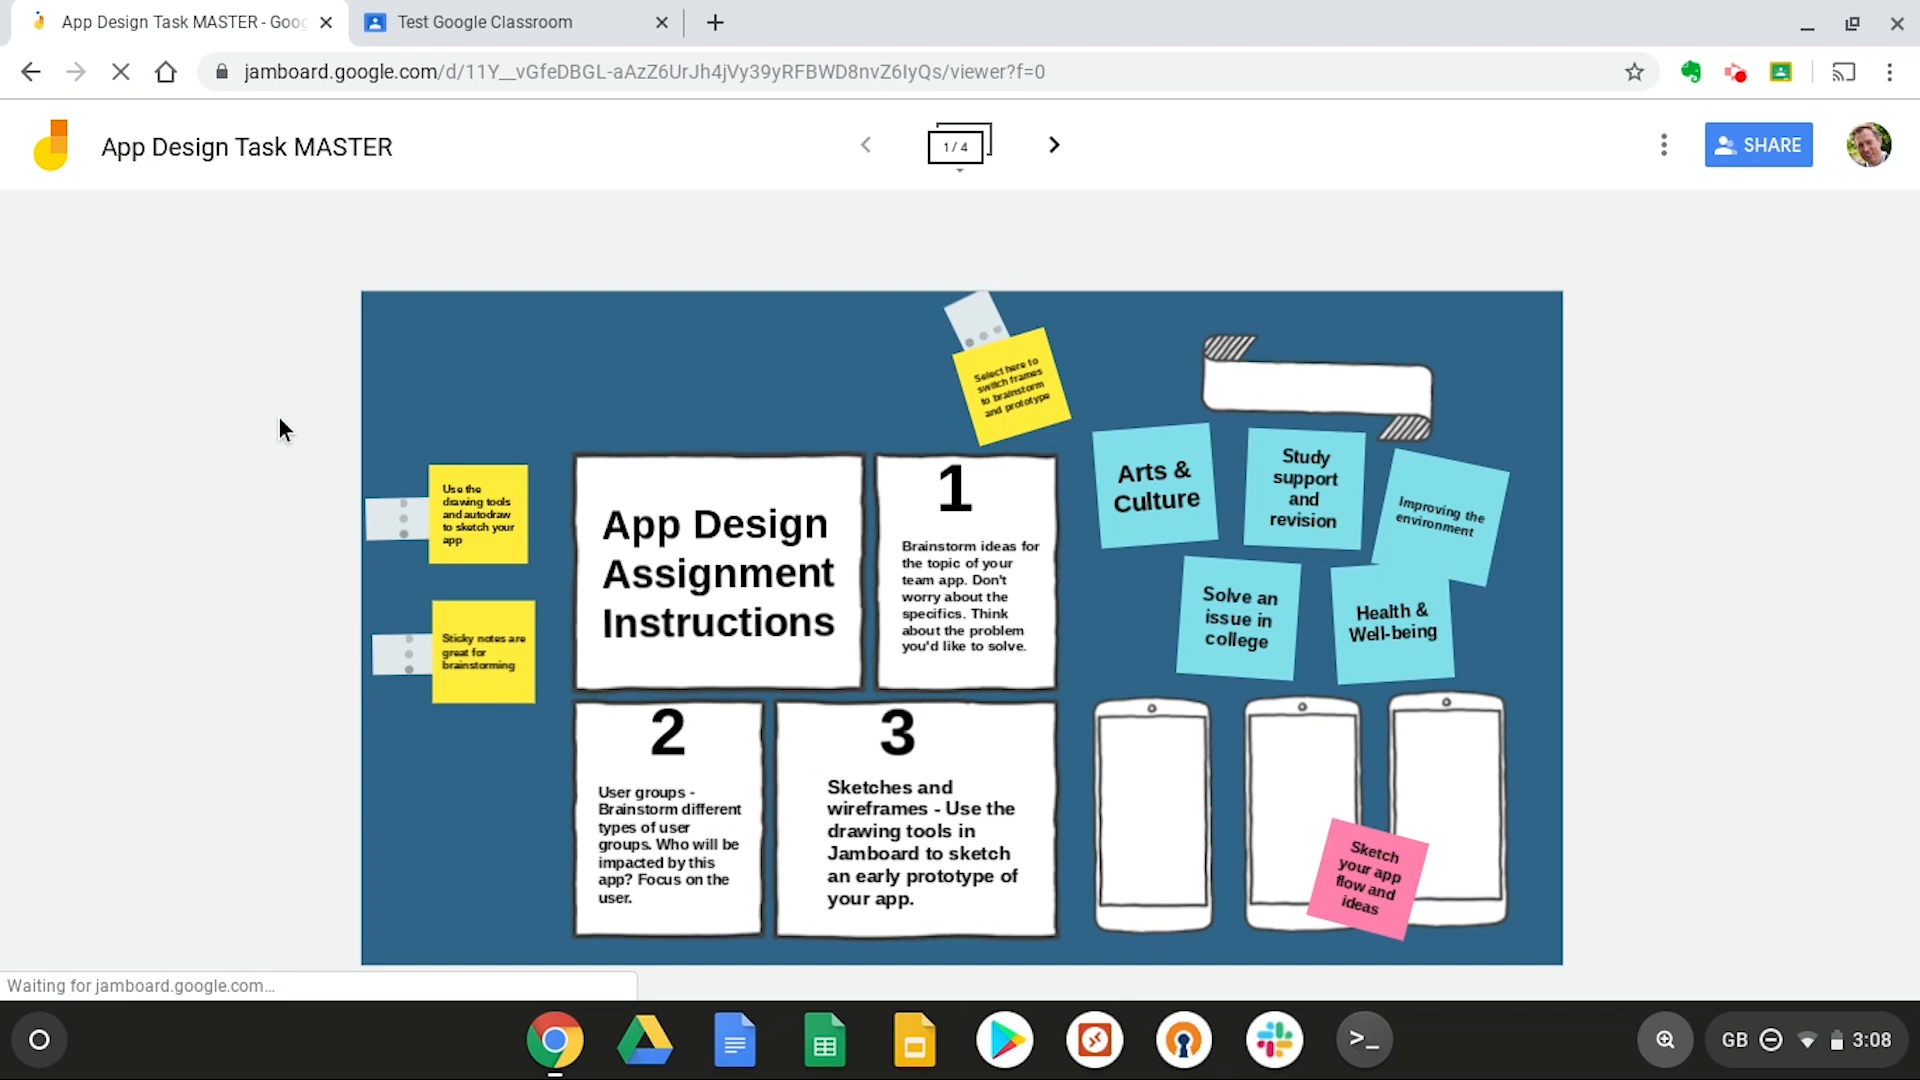 App Design Task MASTER - Goog
Test Google Classroom
jamboard.google.com/d/11Y__vGfeDBGL-aAzZ6UrJh4jVy39yRFBWD8nvZ6IyQs/viewer?f=0
App Design Task MASTER
1 / 4
SHARE
Select here to
switch frames
to brainstorm
and prototype
Use the
drawing tools
and autodraw
to sketch your
app
Sticky notes are
great for
brainstorming
App Design
Assignment
Instructions
1
Brainstorm ideas for
the topic of your
team app. Don't
worry about the
specifics. Think
about the problem
you'd like to solve.
Arts &
Culture
Study
support
and
revision
Improving the
environment
Solve an
issue in
college
Health &
Well-being
2
User groups -
Brainstorm different
types of user
groups. Who will be
impacted by this
app? Focus on the
user.
3
Sketches and
wireframes - Use the
drawing tools in
Jamboard to sketch
an early prototype of
your app.
Sketch
your app
flow and
ideas
Waiting for jamboard.google.com...
GB
3:08